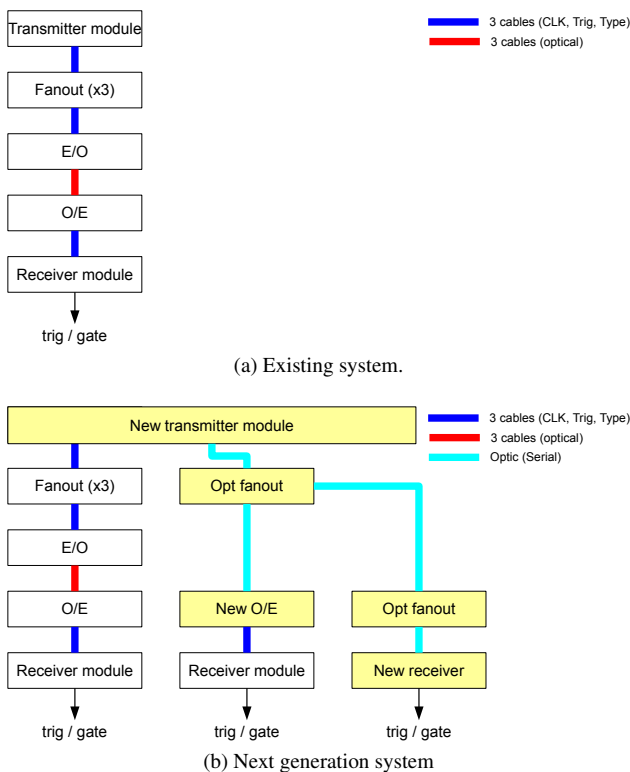 Transmitter module
3 cables (CLK, Trig, Type)
3 cables (optical)
Fanout (x3)
E/O
O/E
Receiver module
trig / gate
(a) Existing system.
New transmitter module
3 cables (CLK, Trig, Type)
3 cables (optical)
Optic (Serial)
Fanout (x3)
Opt fanout
E/O
O/E
New O/E
Opt fanout
Receiver module
Receiver module
New receiver
trig / gate
trig / gate
trig / gate
(b) Next generation system